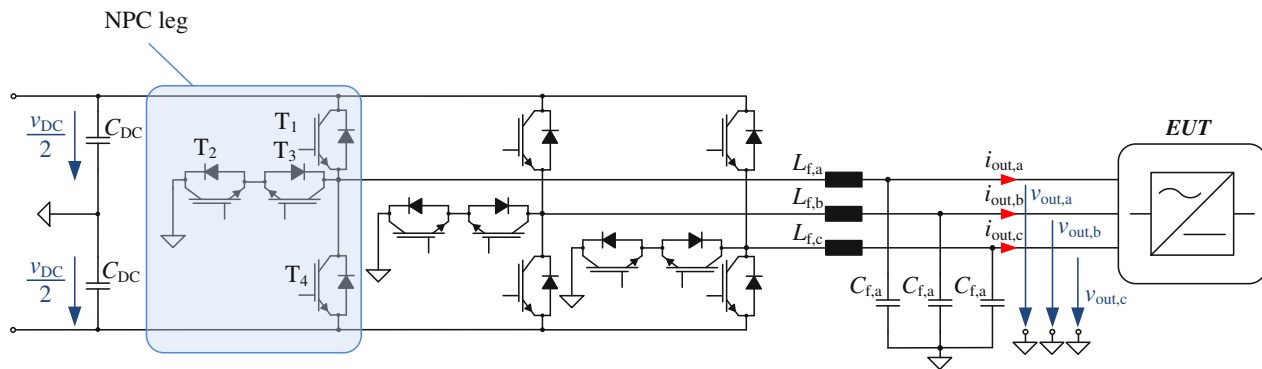 NPC leg
v_DC
2
C_DC
T_1
T_2
T_3
T_4
v_DC
2
C_DC
L_f,a
L_f,b
L_f,c
C_f,a
C_f,a
C_f,a
i_out,a
i_out,b
i_out,c
v_out,a
v_out,b
v_out,c
EUT